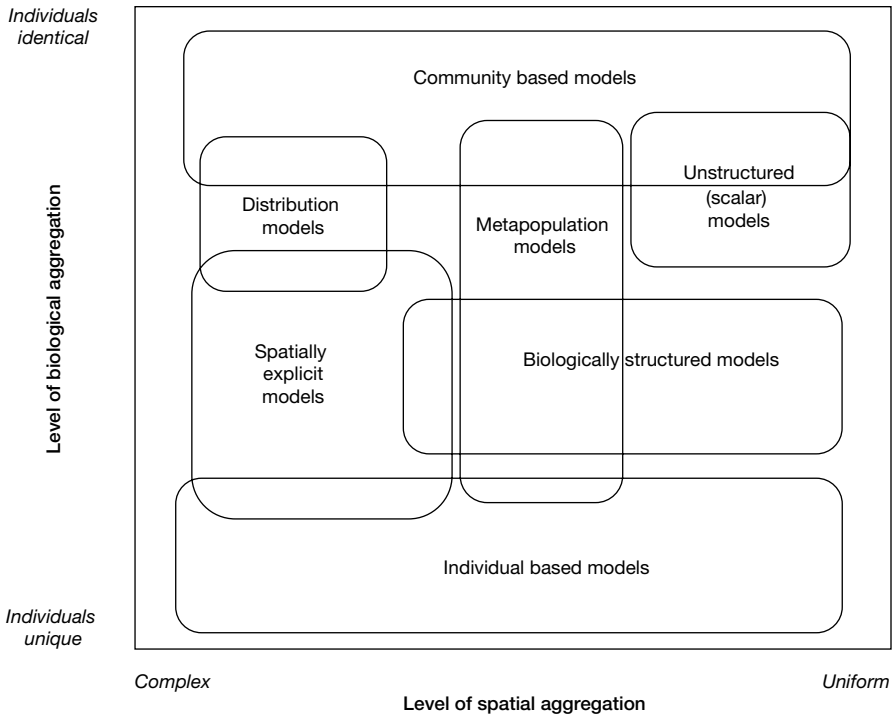 Individuals
identical
Community based models
Unstructured
(scalar)
models
Distribution
models
Metapopulation
models
Level of biological aggregation
Spatially
explicit
models
Biologically structured models
Individual based models
Individuals
unique
Complex
Uniform
Level of spatial aggregation